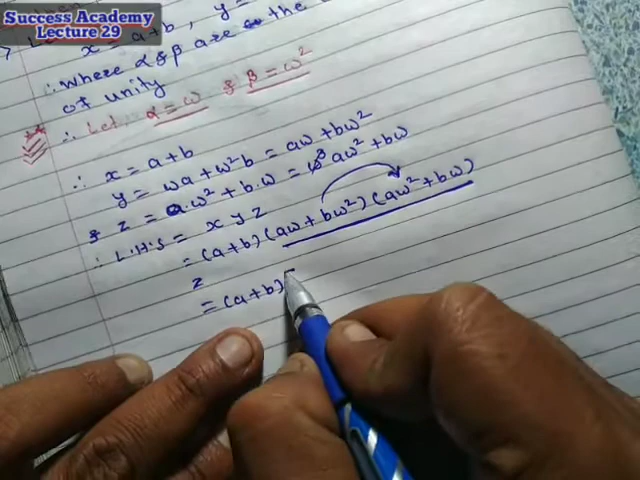 Success Academy
Lecture 29
x = a+b, y =
∴ where α & β are the
of unity
∴ Let, α = ω & β = ω²
∴ x = a+b
y = ωa + ω²b = aω + bω²
& z = a.ω² + b.ω = aω² + bω
∴ L.H.S = x y z
= (a+b) (aω + bω²) (aω² + bω)
= (a+b)